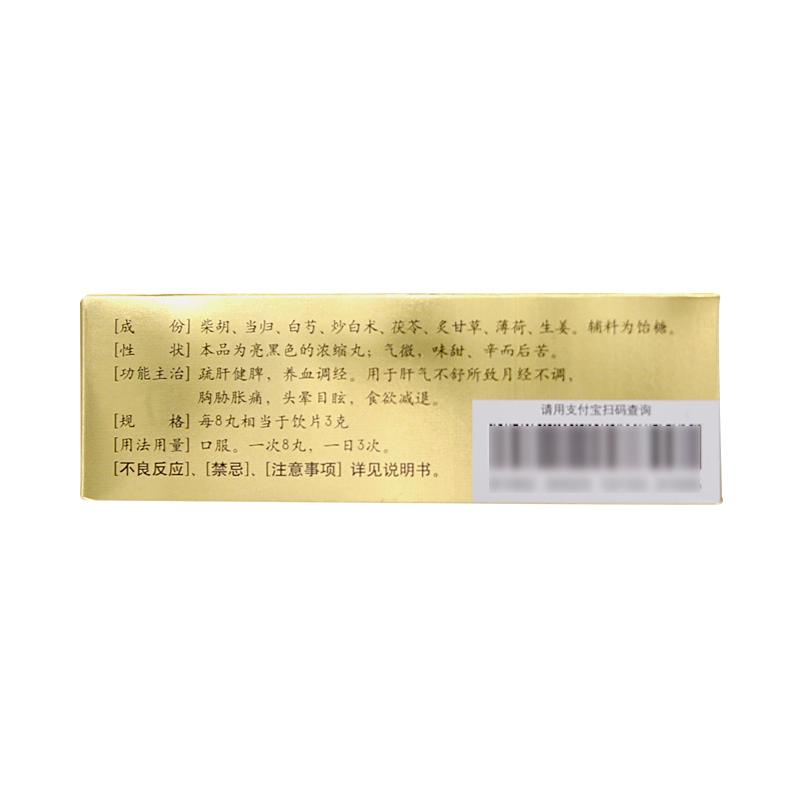 [成　　份] 柴胡、当归、白芍、炒白术、茯苓、炙甘草、薄荷、生姜。辅料为饴糖。
[性　　状] 本品为亮黑色的浓缩丸；气微，味甜、辛而后苦。
[功能主治] 疏肝健脾，养血调经。用于肝气不舒所致月经不调，
胸胁胀痛，头晕目眩，食欲减退。
[规　　格] 每8丸相当于饮片3克
[用法用量] 口服。一次8丸，一日3次。
[不良反应]、[禁忌]、[注意事项] 详见说明书。
请用支付宝扫码查询